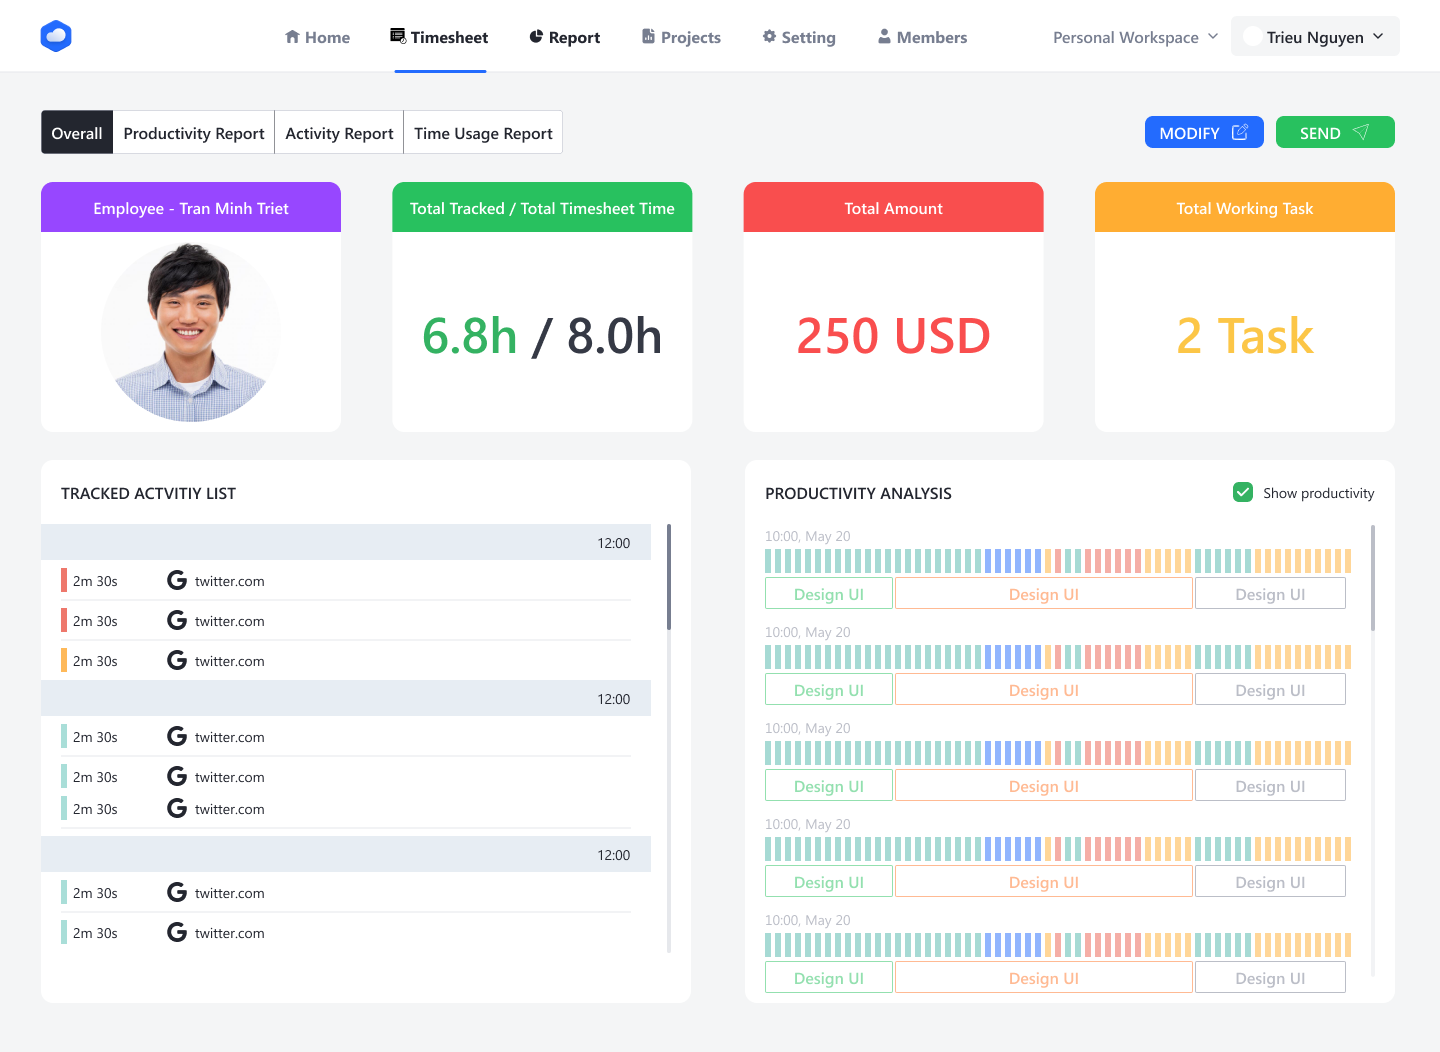 Home Timesheet Report Projects Setting Members Personal Workspace Trieu Nguyen
Overall Productivity Report Activity Report Time Usage Report MODIFY SEND
Employee - Tran Minh Triet
Total Tracked / Total Timesheet Time
6.8h / 8.0h
Total Amount
250 USD
Total Working Task
2 Task
TRACKED ACTVITIY LIST
12:00
2m 30s G twitter.com
2m 30s G twitter.com
2m 30s G twitter.com
12:00
2m 30s G twitter.com
2m 30s G twitter.com
2m 30s G twitter.com
12:00
2m 30s G twitter.com
2m 30s G twitter.com
PRODUCTIVITY ANALYSIS Show productivity
10:00, May 20
Design UI Design UI Design UI
10:00, May 20
Design UI Design UI Design UI
10:00, May 20
Design UI Design UI Design UI
10:00, May 20
Design UI Design UI Design UI
10:00, May 20
Design UI Design UI Design UI